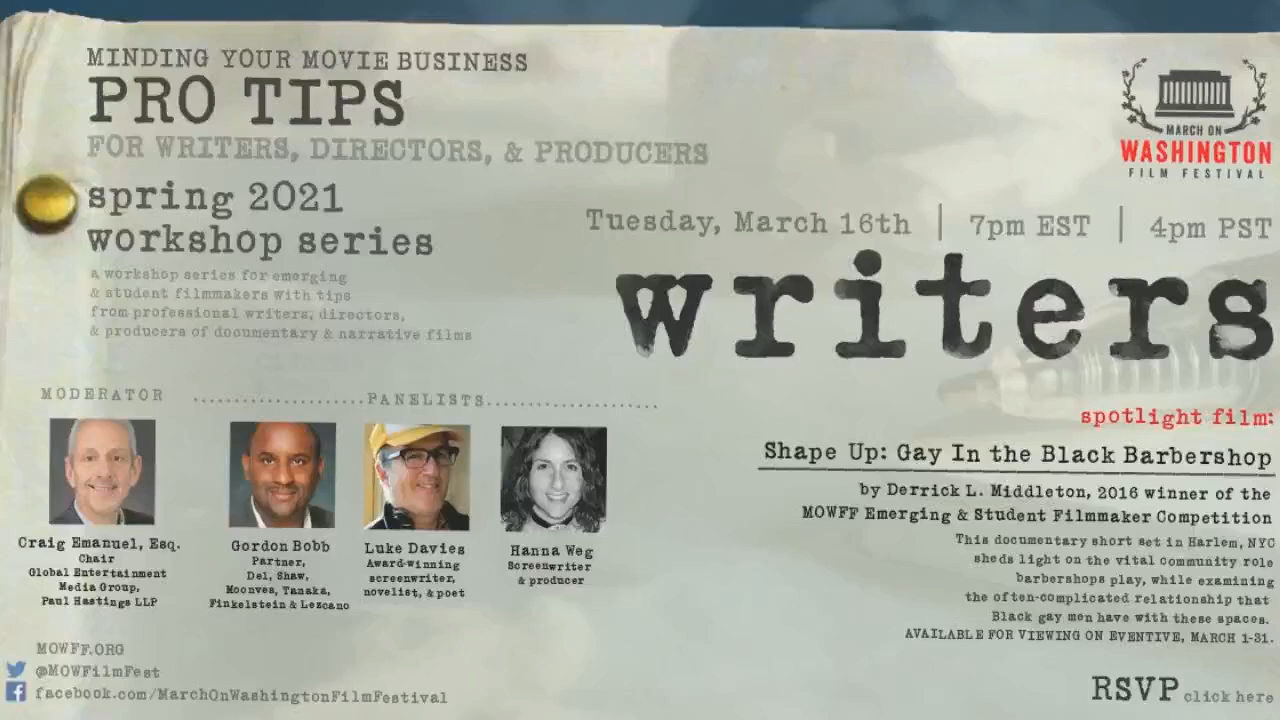 MINDING YOUR MOVIE BUSINESS
PRO TIPS
FOR WRITERS, DIRECTORS, & PRODUCERS
spring 2021
workshop series
a workshop series for emerging
& student filmmakers with tips
from professional writers, directors,
& producers of documentary & narrative films
MARCH ON
WASHINGTON
FILM FESTIVAL
Tuesday, March 16th | 7pm EST | 4pm PST
writers
MODERATOR
....................PANELISTS....................
Craig Emanuel, Esq.
Chair
Global Entertainment
Media Group,
Paul Hastings LLP
Gordon Bobb
Partner,
Del, Shaw,
Moonves, Tanaka,
Finkelstein & Lezcano
Luke Davies
Award-winning
screenwriter,
novelist, & poet
Hanna Weg
Screenwriter
& producer
spotlight film:
Shape Up: Gay In the Black Barbershop
by Derrick L. Middleton, 2016 winner of the
MOWFF Emerging & Student Filmmaker Competition
This documentary short set in Harlem, NYC
sheds light on the vital community role
barbershops play, while examining
the often-complicated relationship that
Black gay men have with these spaces.
AVAILABLE FOR VIEWING ON EVENTIVE, MARCH 1-31.
MOWFF.ORG
@MOWFilmFest
facebook.com/MarchOnWashingtonFilmFestival
RSVP click here